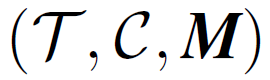 (𝒯, 𝒞, 𝑴)